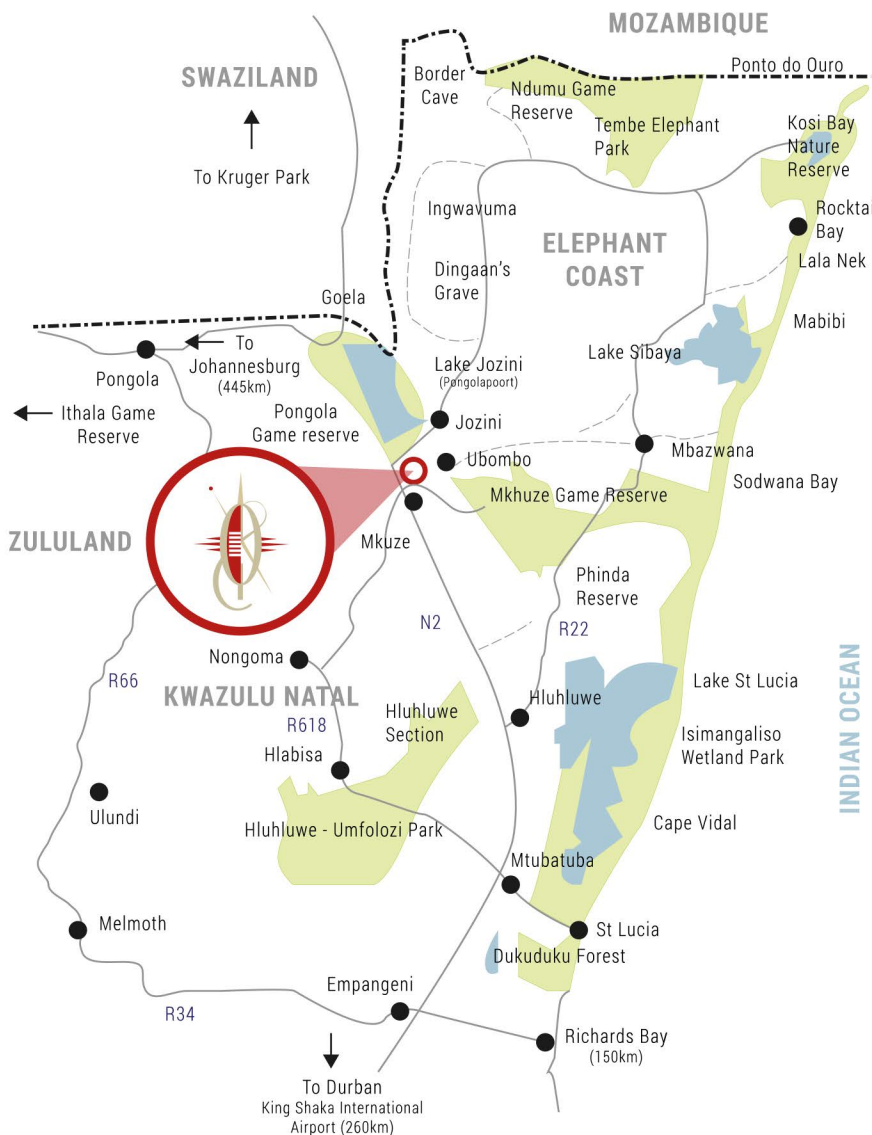 MOZAMBIQUE
SWAZILAND
Ponto do Ouro
Border
Cave
Ndumu Game
Reserve
Tembe Elephant
Park
Kosi Bay
Nature
Reserve
To Kruger Park
Ingwavuma
Rocktai
Bay
ELEPHANT
COAST
Dingaan's
Grave
Lala Nek
Goela
Mabibi
To
Johannesburg
(445km)
Pongola
Lake Jozini
(Pongolapoort)
Lake Sibaya
Ithala Game
Reserve
Pongola
Game reserve
Jozini
Ubombo
Mbazwana
Sodwana Bay
Mkhuze Game Reserve
ZULULAND
Mkuze
Phinda
Reserve
N2
R22
Nongoma
R66
KWAZULU NATAL
Lake St Lucia
Hluhluwe
R618
Hluhluwe
Section
Isimangaliso
Wetland Park
INDIAN OCEAN
Hlabisa
Ulundi
Hluhluwe - Umfolozi Park
Cape Vidal
Mtubatuba
Melmoth
St Lucia
Dukuduku Forest
Empangeni
R34
Richards Bay
(150km)
To Durban
King Shaka International
Airport (260km)